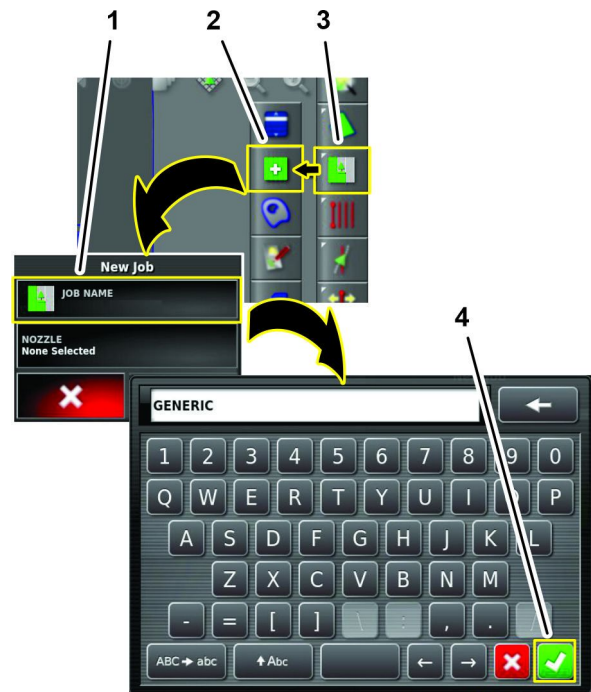 1 2 3
New Job
JOB NAME
NOZZLE
None Selected
4
GENERIC
1 2 3 4 5 6 7 8 9 0
Q W E R T Y U I O P
A S D F G H J K L
Z X C V B N M
- = [ ] \ : , . /
ABC → abc ↑ Abc ← →